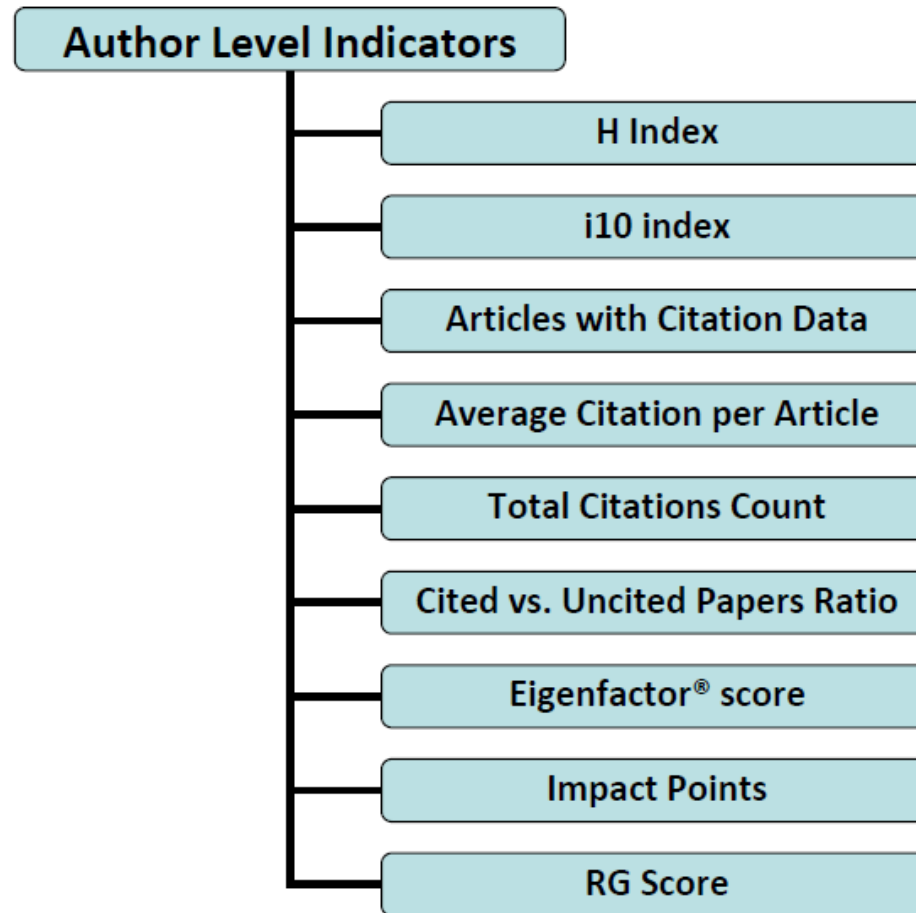 Author Level Indicators
H Index
i10 index
Articles with Citation Data
Average Citation per Article
Total Citations Count
Cited vs. Uncited Papers Ratio
Eigenfactor® score
Impact Points
RG Score